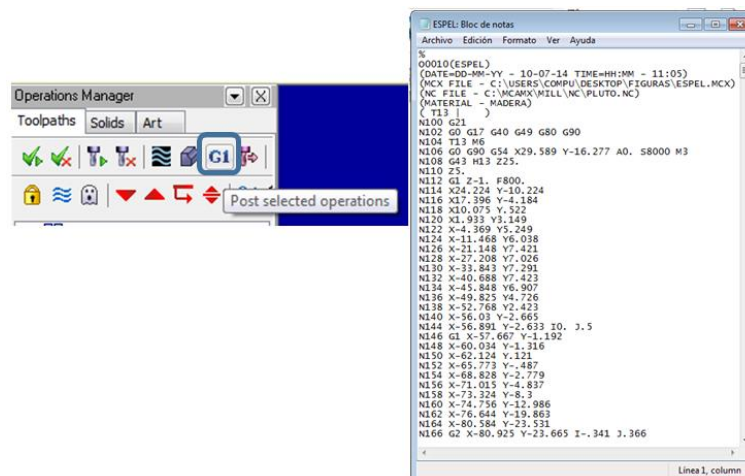 Operations Manager
Toolpaths Solids Art
G1
Post selected operations
ESPEL: Bloc de notas
Archivo Edición Formato Ver Ayuda
%
O0010(ESPEL)
(DATE=DD-MM-YY - 10-07-14 TIME=HH:MM - 11:05)
(MCX FILE - C:\USERS\COMPU\DESKTOP\FIGURAS\ESPEL.MCX)
(NC FILE - C:\MCAMX\MILL\NC\PLUTO.NC)
(MATERIAL - MADERA)
( T13 | )
N100 G21
N102 G0 G17 G40 G49 G80 G90
N104 T13 M6
N106 G0 G90 G54 X29.589 Y-16.277 A0. S8000 M3
N108 G43 H13 Z25.
N110 Z5.
N112 G1 Z-1. F800.
N114 X24.224 Y-10.224
N116 X17.396 Y-4.184
N118 X10.075 Y.522
N120 X1.933 Y3.149
N122 X-4.369 Y5.249
N124 X-11.468 Y6.038
N126 X-21.148 Y7.421
N128 X-27.208 Y7.026
N130 X-33.843 Y7.291
N132 X-40.688 Y7.423
N134 X-45.848 Y6.907
N136 X-49.825 Y4.726
N138 X-52.768 Y2.423
N140 X-56.03 Y-2.665
N144 X-56.891 Y-2.633 I0. J.5
N146 G1 X-57.667 Y-1.192
N148 X-60.034 Y-1.316
N150 X-62.124 Y.121
N152 X-65.773 Y-.487
N154 X-68.828 Y-2.779
N156 X-71.015 Y-4.837
N158 X-73.324 Y-8.3
N160 X-74.756 Y-12.986
N162 X-76.644 Y-19.863
N164 X-80.584 Y-23.531
N166 G2 X-80.925 Y-23.665 I-.341 J.366
Línea 1, column